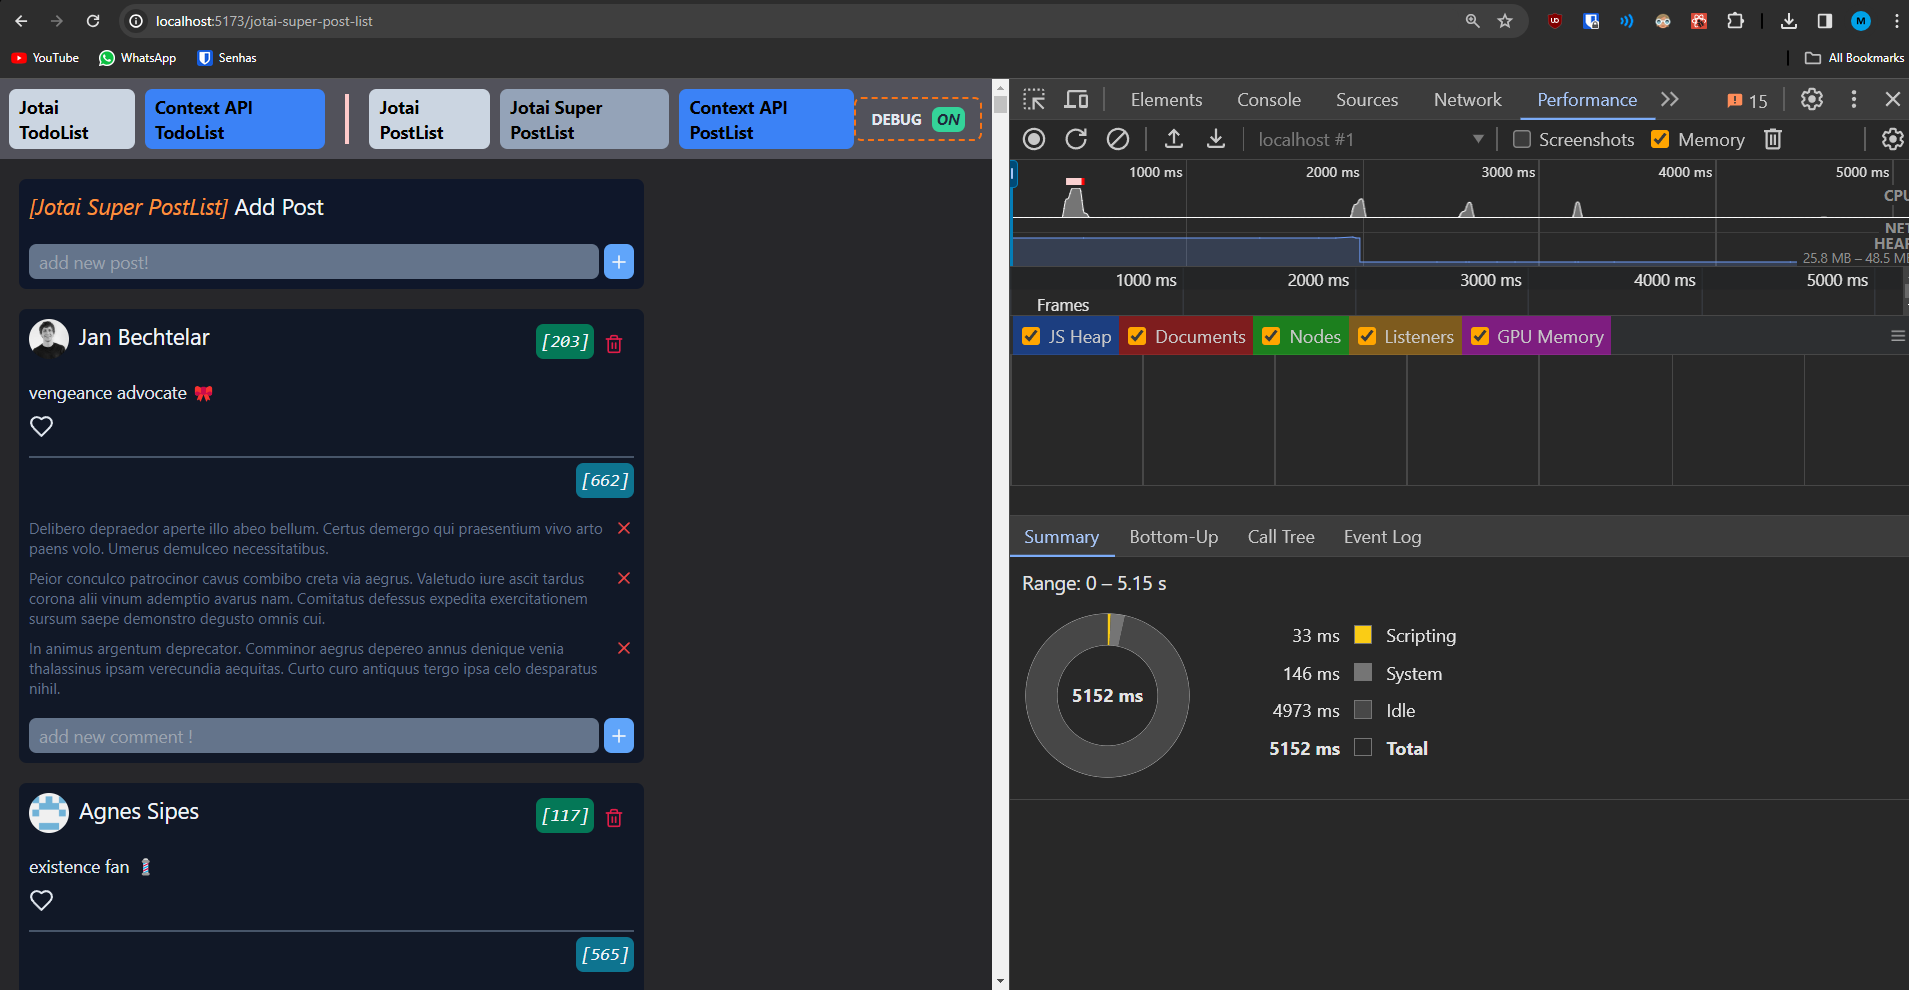 localhost:5173/jotai-super-post-list
UD
M
YouTube
WhatsApp
Senhas
All Bookmarks
Jotai
TodoList
Context API
TodoList
Jotai
PostList
Jotai Super
PostList
Context API
PostList
DEBUG ON
[Jotai Super PostList] Add Post
add new post!
Jan Bechtelar
[203]
vengeance advocate 🎀
[662]
Delibero depraedor aperte illo abeo bellum. Certus demergo qui praesentium vivo arto
paens volo. Umerus demulceo necessitatibus.
Peior conculco patrocinor cavus combibo creta via aegrus. Valetudo iure ascit tardus
corona alii vinum ademptio avarus nam. Comitatus defessus expedita exercitationem
sursum saepe demonstro degusto omnis cui.
In animus argentum deprecator. Comminor aegrus depereo annus denique venia
thalassinus ipsam verecundia aequitas. Curto curo antiquus tergo ipsa celo desparatus
nihil.
add new comment !
Agnes Sipes
[117]
existence fan 💈
[565]
Elements
Console
Sources
Network
Performance
15
localhost #1
Screenshots
Memory
1000 ms
2000 ms
3000 ms
4000 ms
5000 ms
CPU
NET
HEAP
25.8 MB – 48.5 MB
1000 ms
2000 ms
3000 ms
4000 ms
5000 ms
Frames
JS Heap
Documents
Nodes
Listeners
GPU Memory
Summary
Bottom-Up
Call Tree
Event Log
Range: 0 – 5.15 s
5152 ms
33 ms Scripting
146 ms System
4973 ms Idle
5152 ms Total